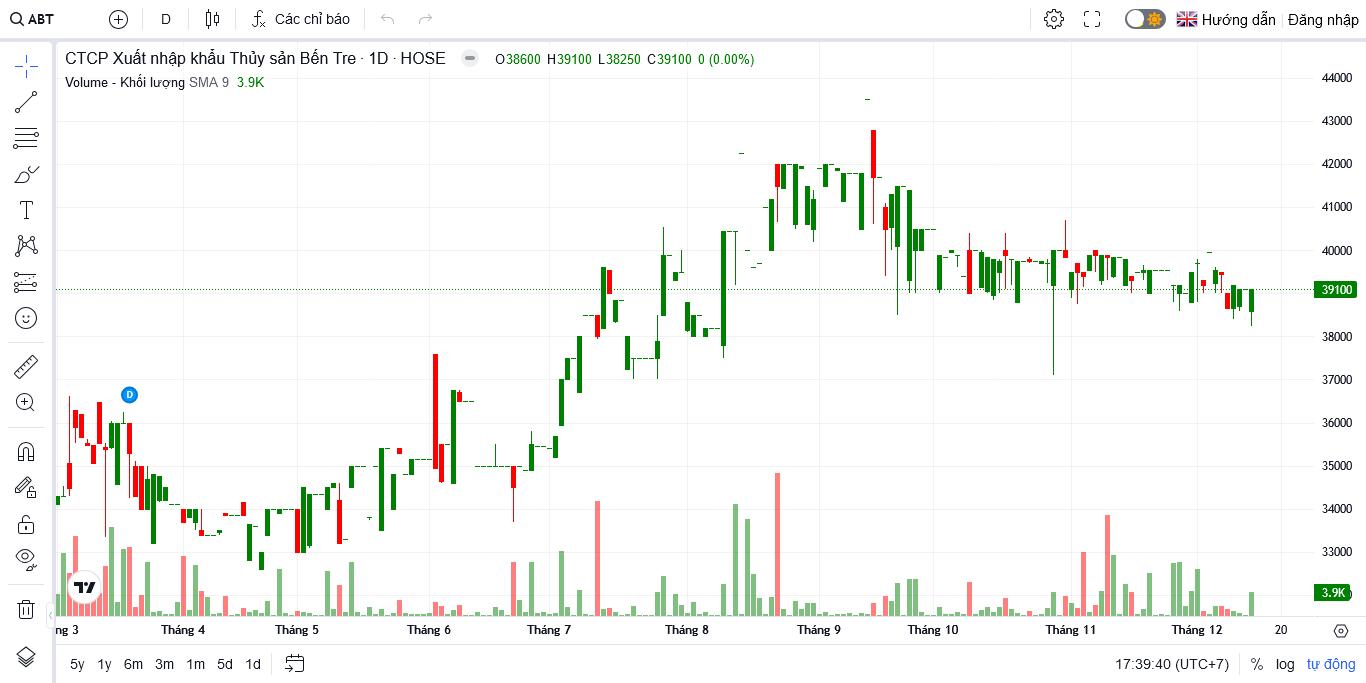 ABT D Các chỉ báo Hướng dẫn Đăng nhập
CTCP Xuất nhập khẩu Thủy sản Bến Tre · 1D · HOSE O38600 H39100 L38250 C39100 0 (0.00%)
Volume - Khối lượng SMA 9 3.9K
44000
43000
42000
41000
40000
39100
38000
37000
36000
35000
34000
33000
3.9K
D
ng 3 Tháng 4 Tháng 5 Tháng 6 Tháng 7 Tháng 8 Tháng 9 Tháng 10 Tháng 11 Tháng 12 20
5y 1y 6m 3m 1m 5d 1d 17:39:40 (UTC+7) % log tự động